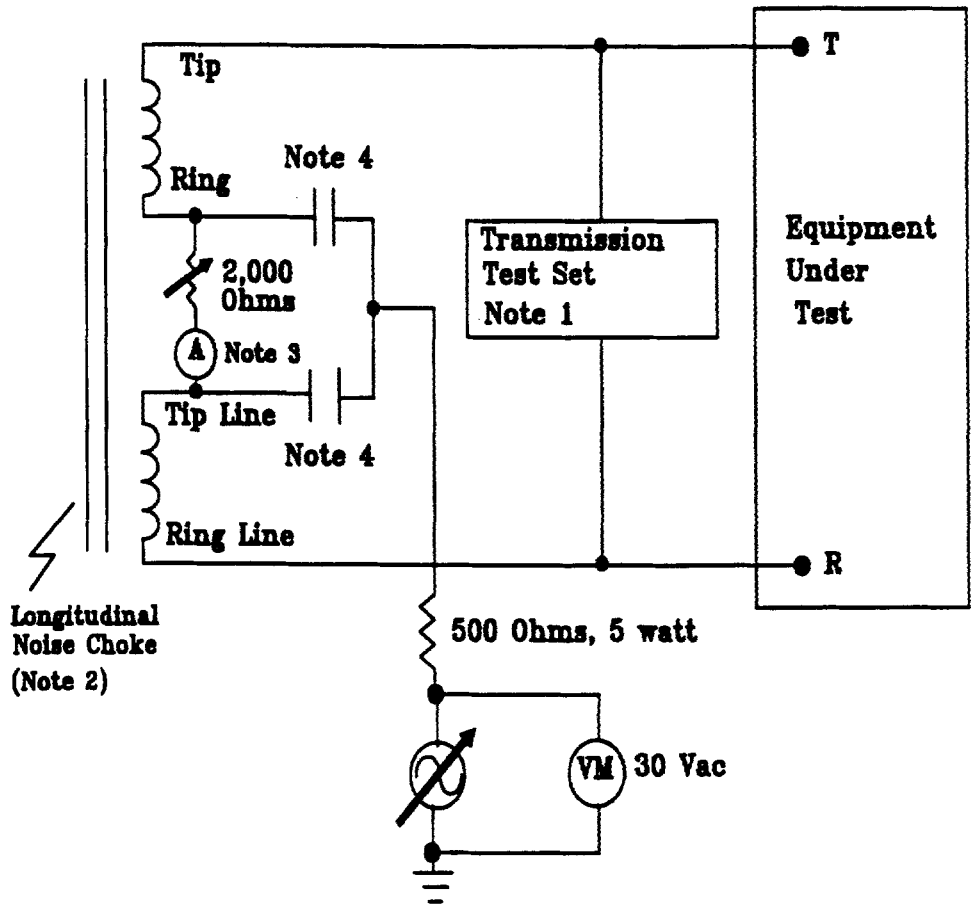 Tip
T
Note 4
Ring
2,000
Ohms
A
Note 3
Tip Line
Note 4
Ring Line
Transmission
Test Set
Note 1
Equipment
Under
Test
R
Longitudinal
Noise Choke
(Note 2)
500 Ohms, 5 watt
VM
30 Vac